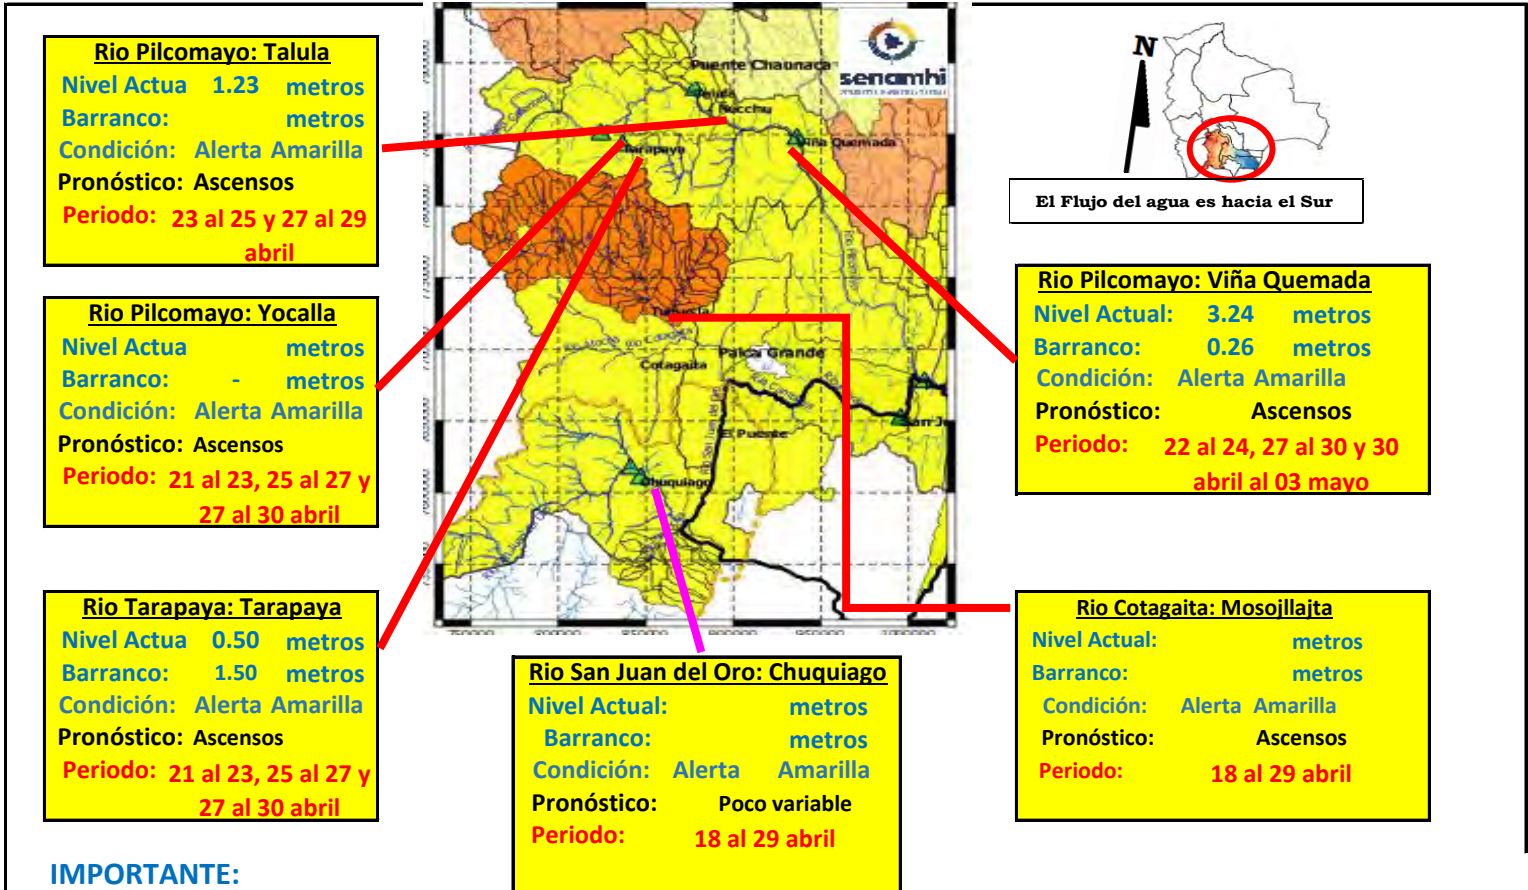 Rio Pilcomayo: Talula
Nivel Actua 1.23 metros
Barranco: metros
Condición: Alerta Amarilla
Pronóstico: Ascensos
Periodo: 23 al 25 y 27 al 29
abril
Rio Pilcomayo: Yocalla
Nivel Actua metros
Barranco: - metros
Condición: Alerta Amarilla
Pronóstico: Ascensos
Periodo: 21 al 23, 25 al 27 y
27 al 30 abril
Rio Tarapaya: Tarapaya
Nivel Actua 0.50 metros
Barranco: 1.50 metros
Condición: Alerta Amarilla
Pronóstico: Ascensos
Periodo: 21 al 23, 25 al 27 y
27 al 30 abril
senamhi
Puente Chaunaca
Tarapaya
Viña Quemada
Tumusla
Palca Grande
Cotagaita
El Puente
Chuquiago
N
El Flujo del agua es hacia el Sur
Rio Pilcomayo: Viña Quemada
Nivel Actual: 3.24 metros
Barranco: 0.26 metros
Condición: Alerta Amarilla
Pronóstico: Ascensos
Periodo: 22 al 24, 27 al 30 y 30
abril al 03 mayo
Rio San Juan del Oro: Chuquiago
Nivel Actual: metros
Barranco: metros
Condición: Alerta Amarilla
Pronóstico: Poco variable
Periodo: 18 al 29 abril
Rio Cotagaita: Mosojllajta
Nivel Actual: metros
Barranco: metros
Condición: Alerta Amarilla
Pronóstico: Ascensos
Periodo: 18 al 29 abril
IMPORTANTE: